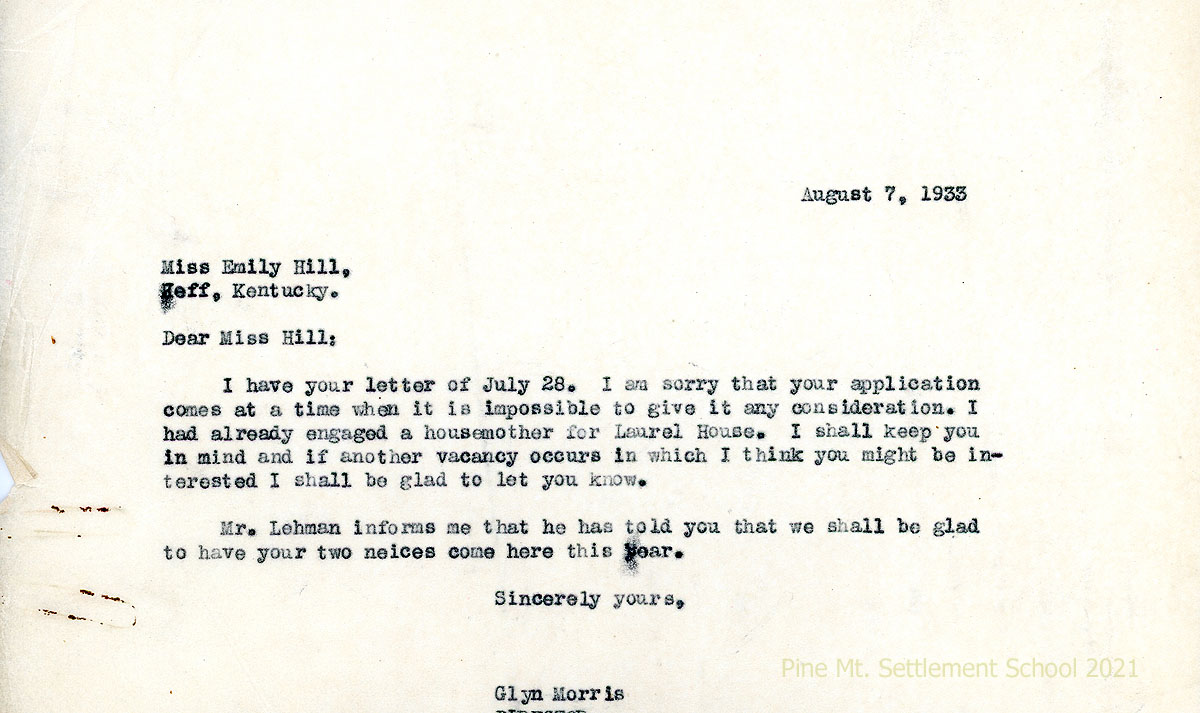 August 7, 1933
Miss Emily Hill,
Jeff, Kentucky.
Dear Miss Hill:
I have your letter of July 28. I am sorry that your application
comes at a time when it is impossible to give it any consideration. I
had already engaged a housemother for Laurel House. I shall keep you
in mind and if another vacancy occurs in which I think you might be in-
terested I shall be glad to let you know.
Mr. Lehman informs me that he has told you that we shall be glad
to have your two neices come here this year.
Sincerely yours,
Pine Mt. Settlement School 2021
Glyn Morris
DIRECTOR